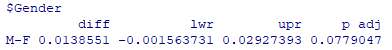 $Gender
diff lwr upr p adj
M-F 0.0138551 -0.001563731 0.02927393 0.0779047